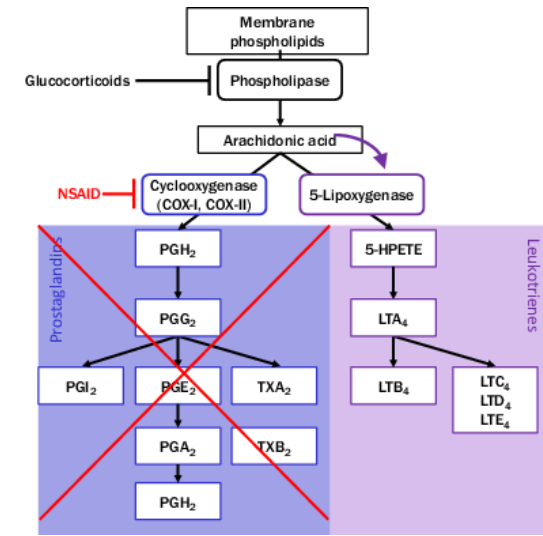 Membrane
phospholipids
Glucocorticoids
Phospholipase
Arachidonic acid
NSAID
Cyclooxygenase
(COX-I, COX-II)
5-Lipoxygenase
Prostaglandins
Leukotrienes
PGH₂
5-HPETE
PGG₂
LTA₄
PGI₂
PGE₂
TXA₂
LTB₄
LTC₄
LTD₄
LTE₄
PGA₂
TXB₂
PGH₂